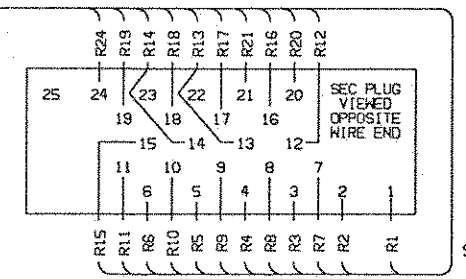 R24 R19 R14 R18 R13 R17 R21 R16 R20 R12
25 24 23 22 21 20
SEC PLUG
VIEWED
OPPOSITE
WIRE END
19 18 17 16
15 14 13 12
11 10 9 8 7
6 5 4 3 2 1
R15 R11 R6 R10 R5 R9 R4 R8 R3 R7 R2 R1